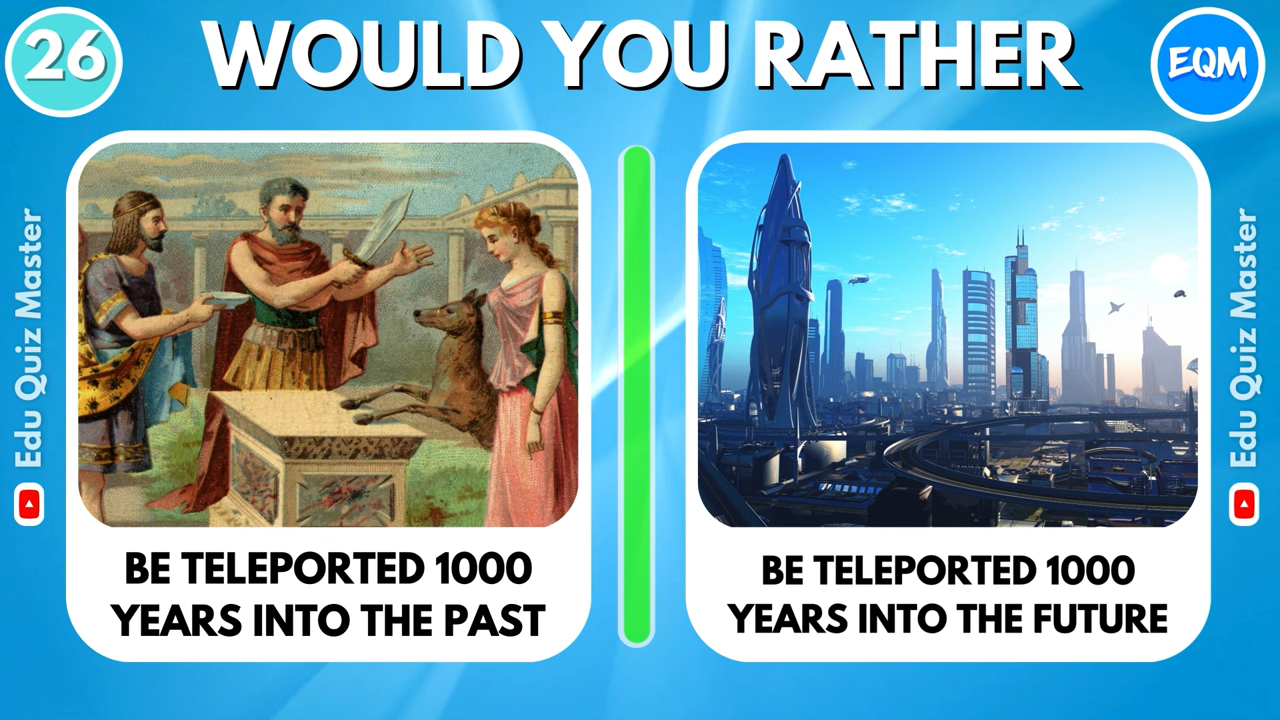 26
WOULD YOU RATHER
EQM
Edu Quiz Master
BE TELEPORTED 1000
YEARS INTO THE PAST
BE TELEPORTED 1000
YEARS INTO THE FUTURE
Edu Quiz Master